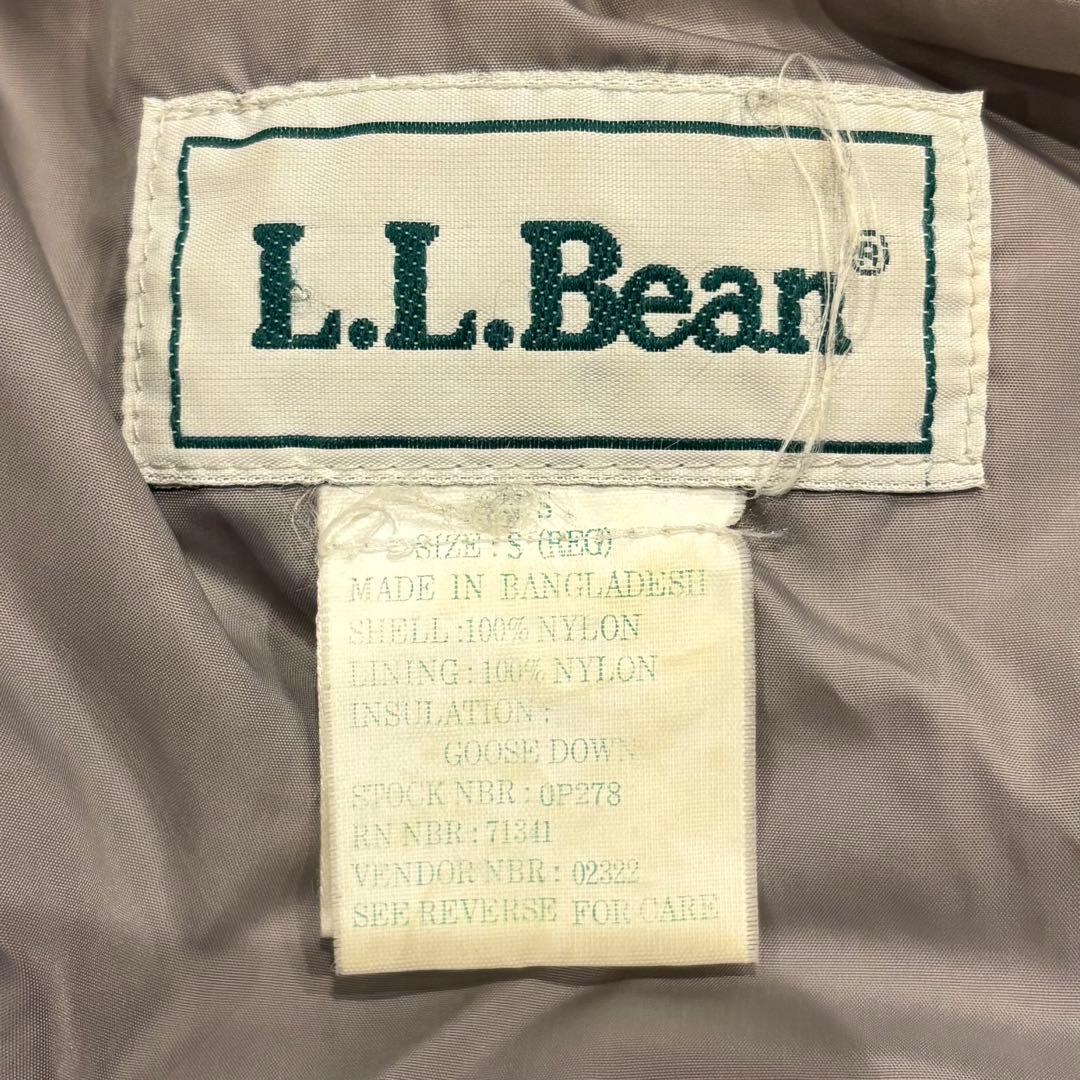 L.L.Bean®
S
SIZE : S (REG)
MADE IN BANGLADESH
SHELL :100% NYLON
LINING : 100% NYLON
INSULATION :
GOOSE DOWN
STOCK NBR : 0P278
RN NBR : 71341
VENDOR NBR : 02322
SEE REVERSE FOR CARE